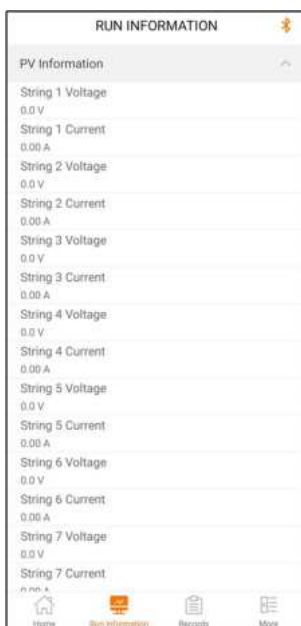 RUN INFORMATION
PV Information
String 1 Voltage
0.0 V
String 1 Current
0.00 A
String 2 Voltage
0.0 V
String 2 Current
0.00 A
String 3 Voltage
0.0 V
String 3 Current
0.00 A
String 4 Voltage
0.0 V
String 4 Current
0.00 A
String 5 Voltage
0.0 V
String 5 Current
0.00 A
String 6 Voltage
0.0 V
String 6 Current
0.00 A
String 7 Voltage
0.0 V
String 7 Current
0.00 A
Home Run Information Records More